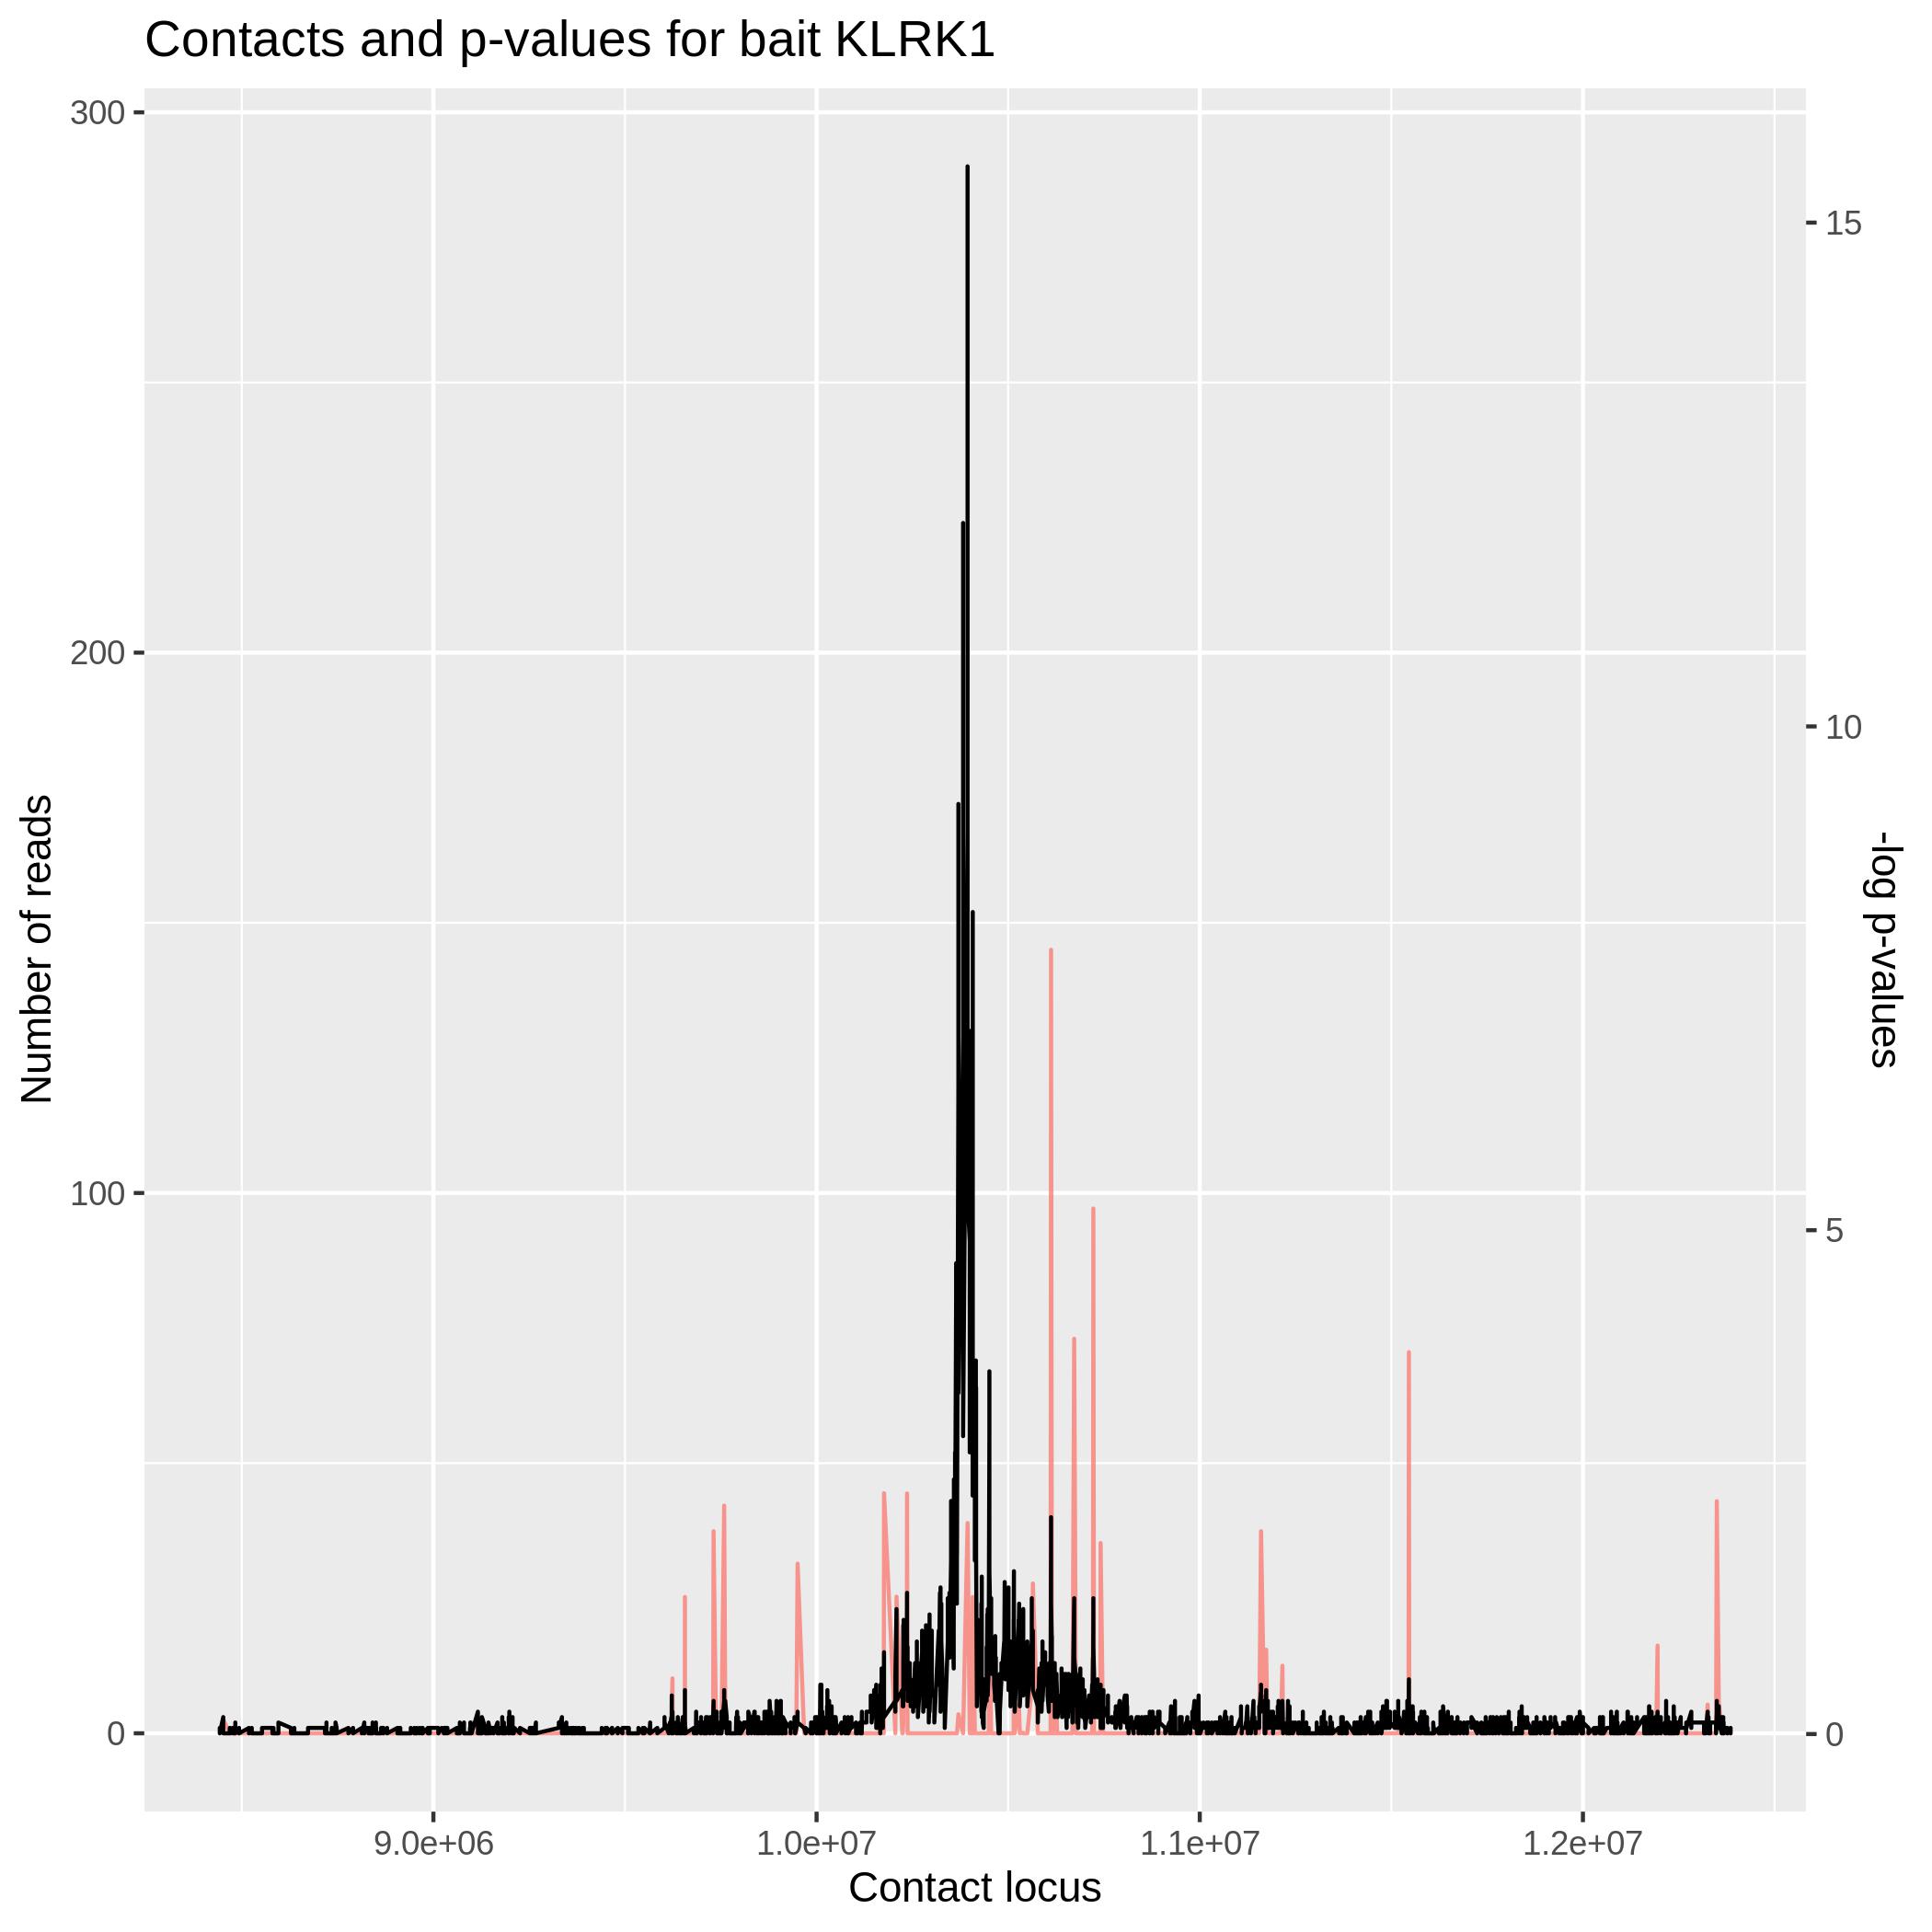 Contacts and p-values for bait KLRK1
300
200
100
0
Number of reads
15
10
5
0
-log p-values
9.0e+06
1.0e+07
1.1e+07
1.2e+07
Contact locus